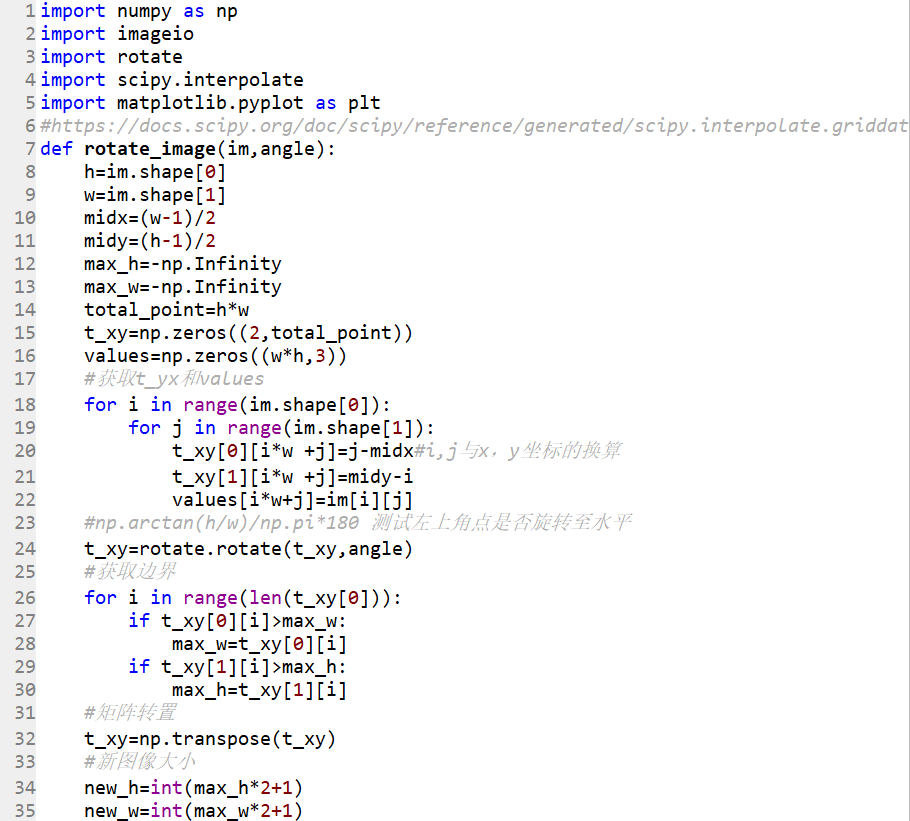 1 import numpy as np
2 import imageio
3 import rotate
4 import scipy.interpolate
5 import matplotlib.pyplot as plt
6 #https://docs.scipy.org/doc/scipy/reference/generated/scipy.interpolate.griddat
7 def rotate_image(im,angle):
8     h=im.shape[0]
9     w=im.shape[1]
10     midx=(w-1)/2
11     midy=(h-1)/2
12     max_h=-np.Infinity
13     max_w=-np.Infinity
14     total_point=h*w
15     t_xy=np.zeros((2,total_point))
16     values=np.zeros((w*h,3))
17     #获取t_yx和values
18     for i in range(im.shape[0]):
19         for j in range(im.shape[1]):
20             t_xy[0][i*w +j]=j-midx#i,j与x，y坐标的换算
21             t_xy[1][i*w +j]=midy-i
22             values[i*w+j]=im[i][j]
23     #np.arctan(h/w)/np.pi*180 测试左上角点是否旋转至水平
24     t_xy=rotate.rotate(t_xy,angle)
25     #获取边界
26     for i in range(len(t_xy[0])):
27         if t_xy[0][i]>max_w:
28             max_w=t_xy[0][i]
29         if t_xy[1][i]>max_h:
30             max_h=t_xy[1][i]
31     #矩阵转置
32     t_xy=np.transpose(t_xy)
33     #新图像大小
34     new_h=int(max_h*2+1)
35     new_w=int(max_w*2+1)